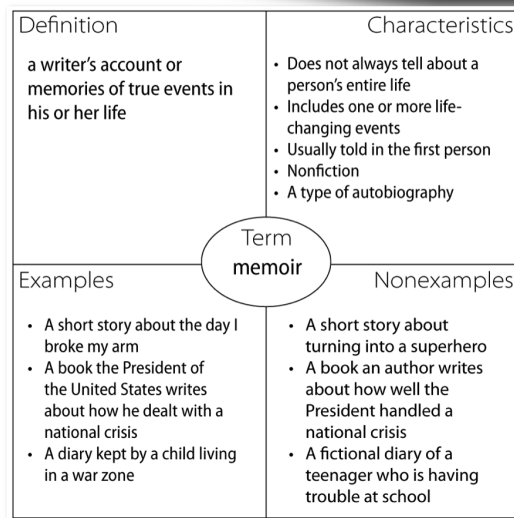 Definition
a writer's account or
memories of true events in
his or her life
Characteristics
• Does not always tell about a
person's entire life
• Includes one or more life-
changing events
• Usually told in the first person
• Nonfiction
• A type of autobiography
Term
memoir
Examples
• A short story about the day I
broke my arm
• A book the President of
the United States writes
about how he dealt with a
national crisis
• A diary kept by a child living
in a war zone
Nonexamples
• A short story about
turning into a superhero
• A book an author writes
about how well the
President handled a
national crisis
• A fictional diary of a
teenager who is having
trouble at school